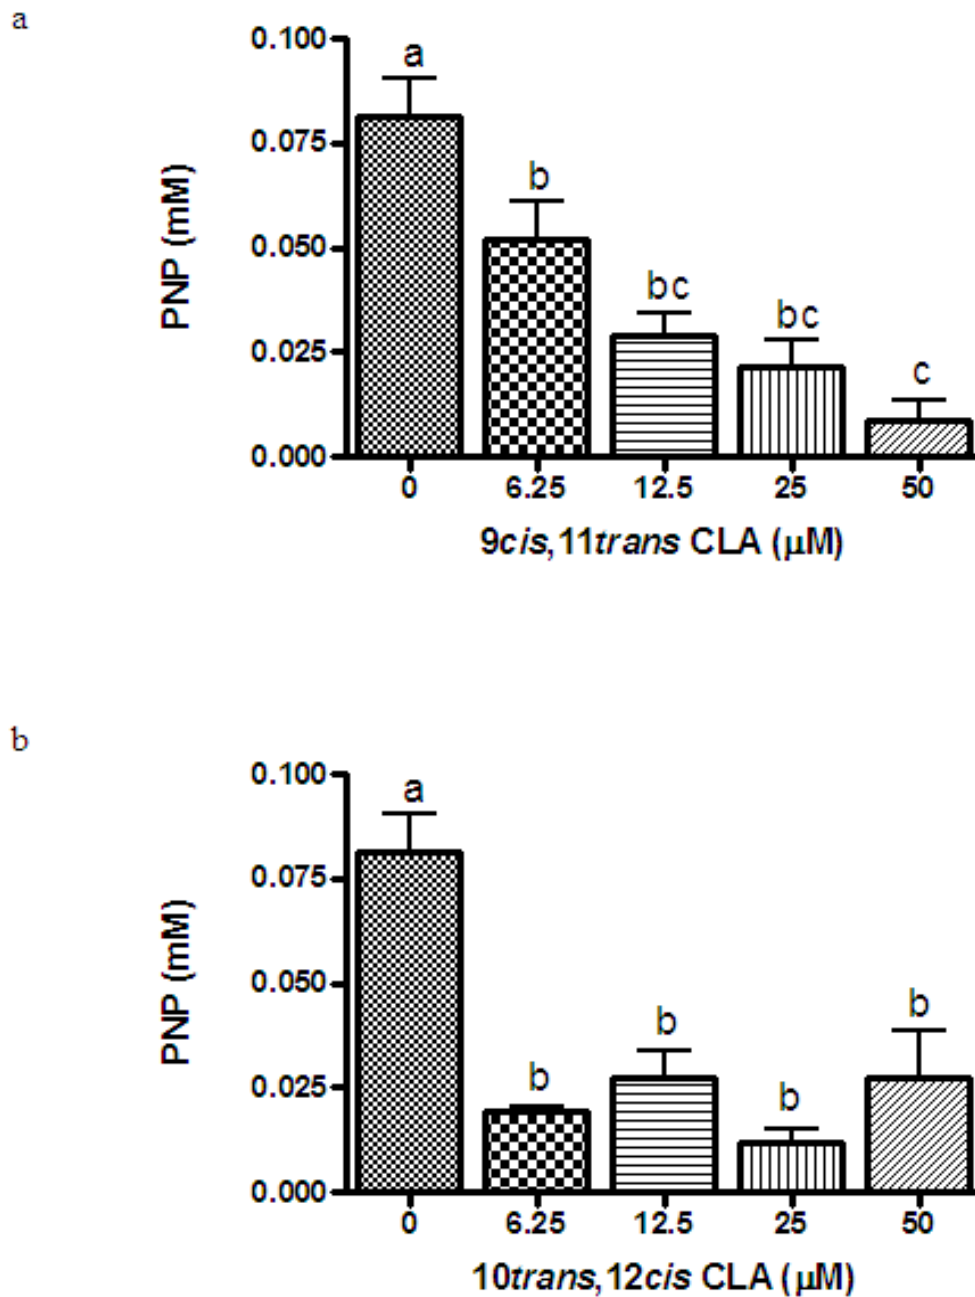 a
0.100
0.075
0.050
0.025
0.000
PNP (mM)
a
b
bc
bc
c
0 6.25 12.5 25 50
9cis,11trans CLA (μM)
b
0.100
0.075
0.050
0.025
0.000
PNP (mM)
a
b
b
b
b
0 6.25 12.5 25 50
10trans,12cis CLA (μM)